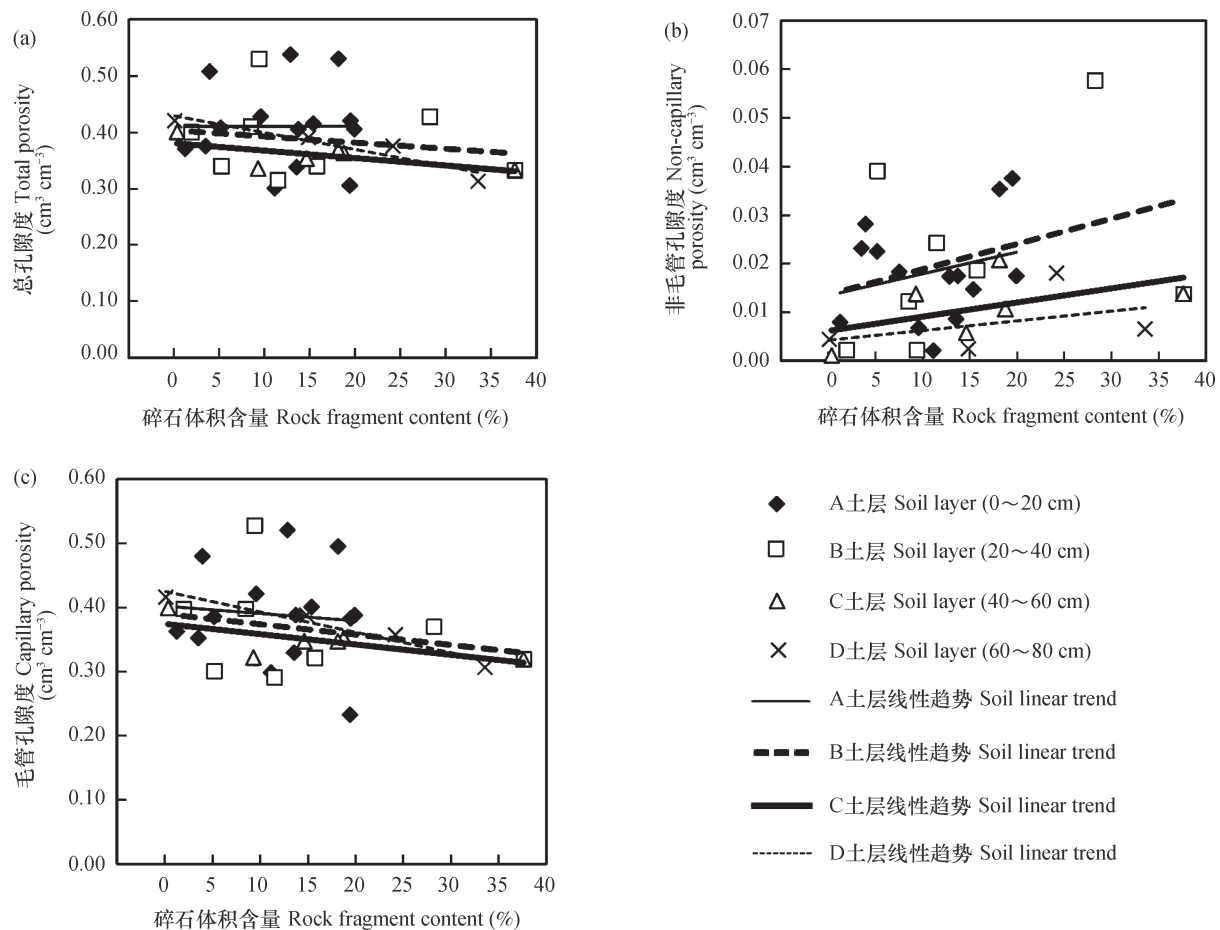 (a)
总孔隙度 Total porosity
(cm³ cm⁻³)
0.60
0.50
0.40
0.30
0.20
0.10
0.00
0 5 10 15 20 25 30 35 40
碎石体积含量 Rock fragment content (%)
(b)
非毛管孔隙度 Non-capillary
porosity (cm³ cm⁻³)
0.07
0.06
0.05
0.04
0.03
0.02
0.01
0.00
0 5 10 15 20 25 30 35 40
碎石体积含量 Rock fragment content (%)
(c)
毛管孔隙度 Capillary porosity
(cm³ cm⁻³)
0.60
0.50
0.40
0.30
0.20
0.10
0.00
0 5 10 15 20 25 30 35 40
碎石体积含量 Rock fragment content (%)
A土层 Soil layer (0～20 cm)
B土层 Soil layer (20～40 cm)
C土层 Soil layer (40～60 cm)
D土层 Soil layer (60～80 cm)
A土层线性趋势 Soil linear trend
B土层线性趋势 Soil linear trend
C土层线性趋势 Soil linear trend
D土层线性趋势 Soil linear trend